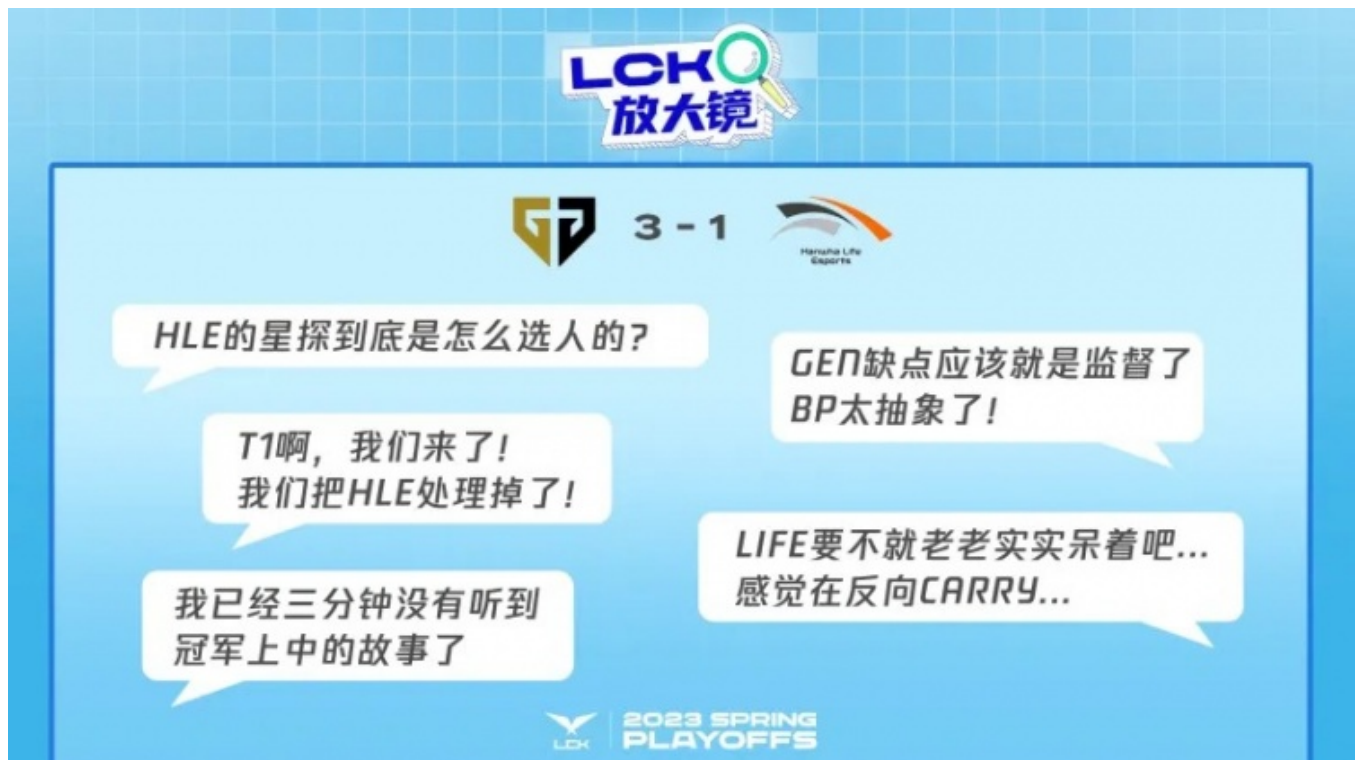 LCK
放大镜
3 - 1
Hanwha Life
Esports
HLE的星探到底是怎么选人的?
GEN缺点应该就是监督了
BP太抽象了!
T1啊，我们来了!
我们把HLE处理掉了!
LIFE要不就老老实实呆着吧...
感觉在反向CARRY...
我已经三分钟没有听到
冠军上中的故事了
LCK
2023 SPRING
PLAYOFFS